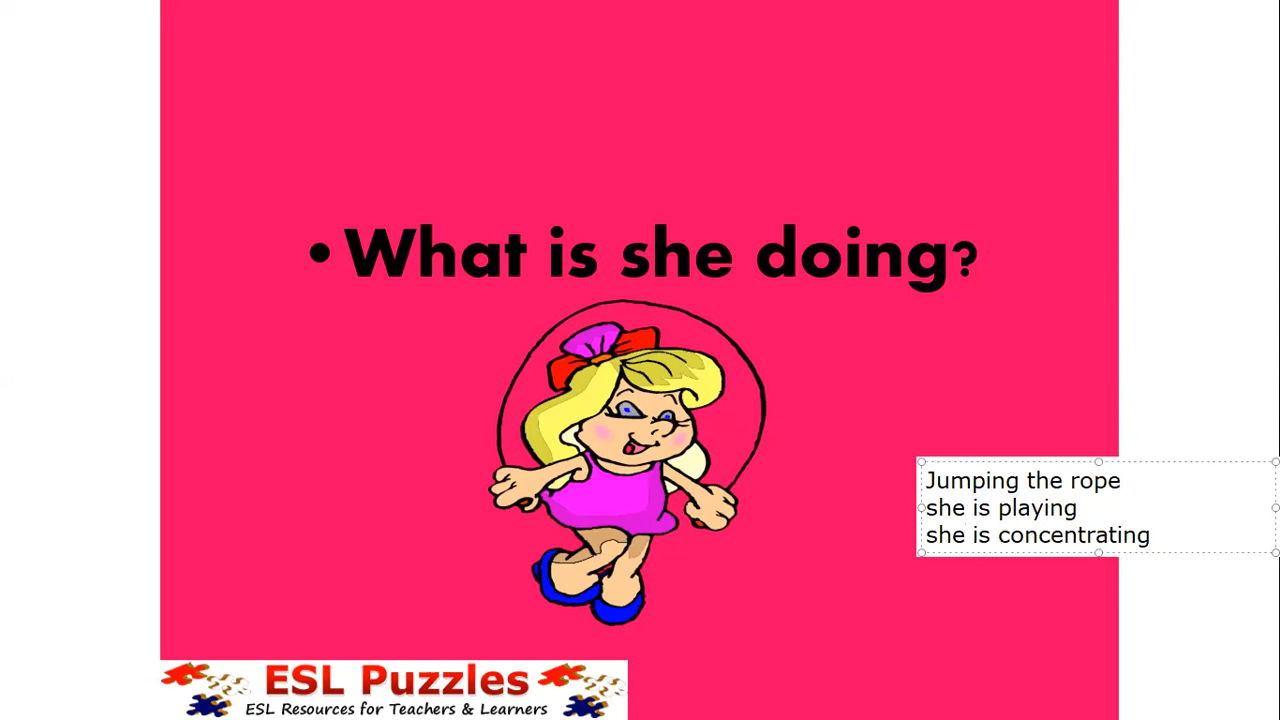 • What is she doing?
Jumping the rope
she is playing
she is concentrating
ESL Puzzles
ESL Resources for Teachers & Learners